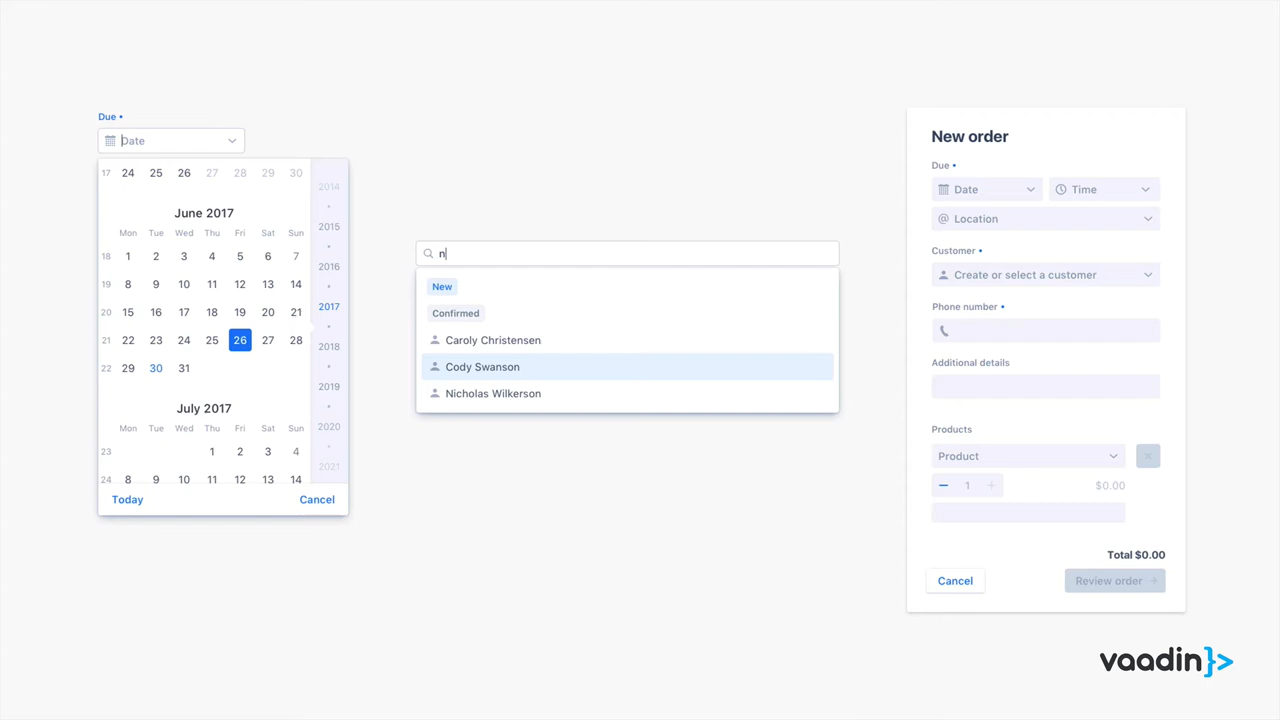 Due •
Date
17 24 25 26 27 28 29 30
2014
June 2017
2015
Mon Tue Wed Thu Fri Sat Sun
18 1 2 3 4 5 6 7
2016
19 8 9 10 11 12 13 14
2017
20 15 16 17 18 19 20 21
21 22 23 24 25 26 27 28
2018
22 29 30 31
2019
July 2017
2020
Mon Tue Wed Thu Fri Sat Sun
23 1 2 3 4
2021
24 8 9 10 11 12 13 14
Today Cancel
n
New
Confirmed
Caroly Christensen
Cody Swanson
Nicholas Wilkerson
New order
Due •
Date Time
@ Location
Customer •
Create or select a customer
Phone number •
Additional details
Products
Product ×
− 1 + $0.00
Total $0.00
Cancel Review order →
vaadin}>